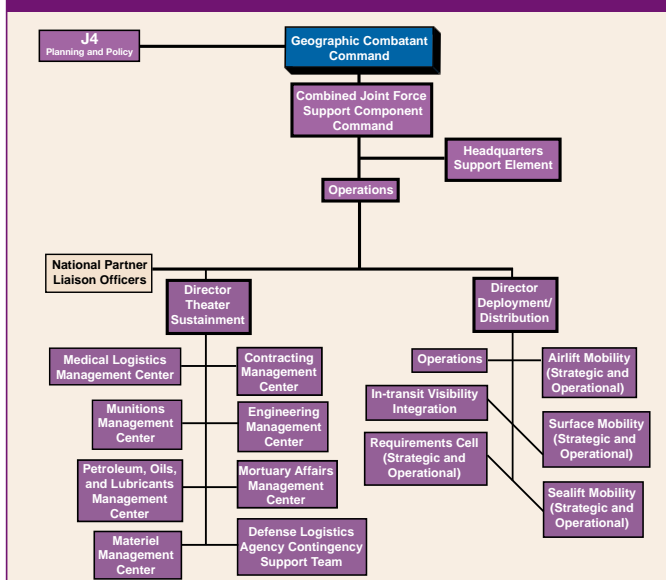 J4
Planning and Policy
Geographic Combatant
Command
Combined Joint Force
Support Component
Command
Headquarters
Support Element
Operations
National Partner
Liaison Officers
Director
Theater
Sustainment
Director
Deployment/
Distribution
Medical Logistics
Management Center
Contracting
Management
Center
Munitions
Management
Center
Engineering
Management
Center
Petroleum, Oils,
and Lubricants
Management
Center
Mortuary Affairs
Management
Center
Materiel
Management
Center
Defense Logistics
Agency Contingency
Support Team
Operations
Airlift Mobility
(Strategic and
Operational)
In-transit Visibility
Integration
Surface Mobility
(Strategic and
Operational)
Requirements Cell
(Strategic and
Operational)
Sealift Mobility
(Strategic and
Operational)